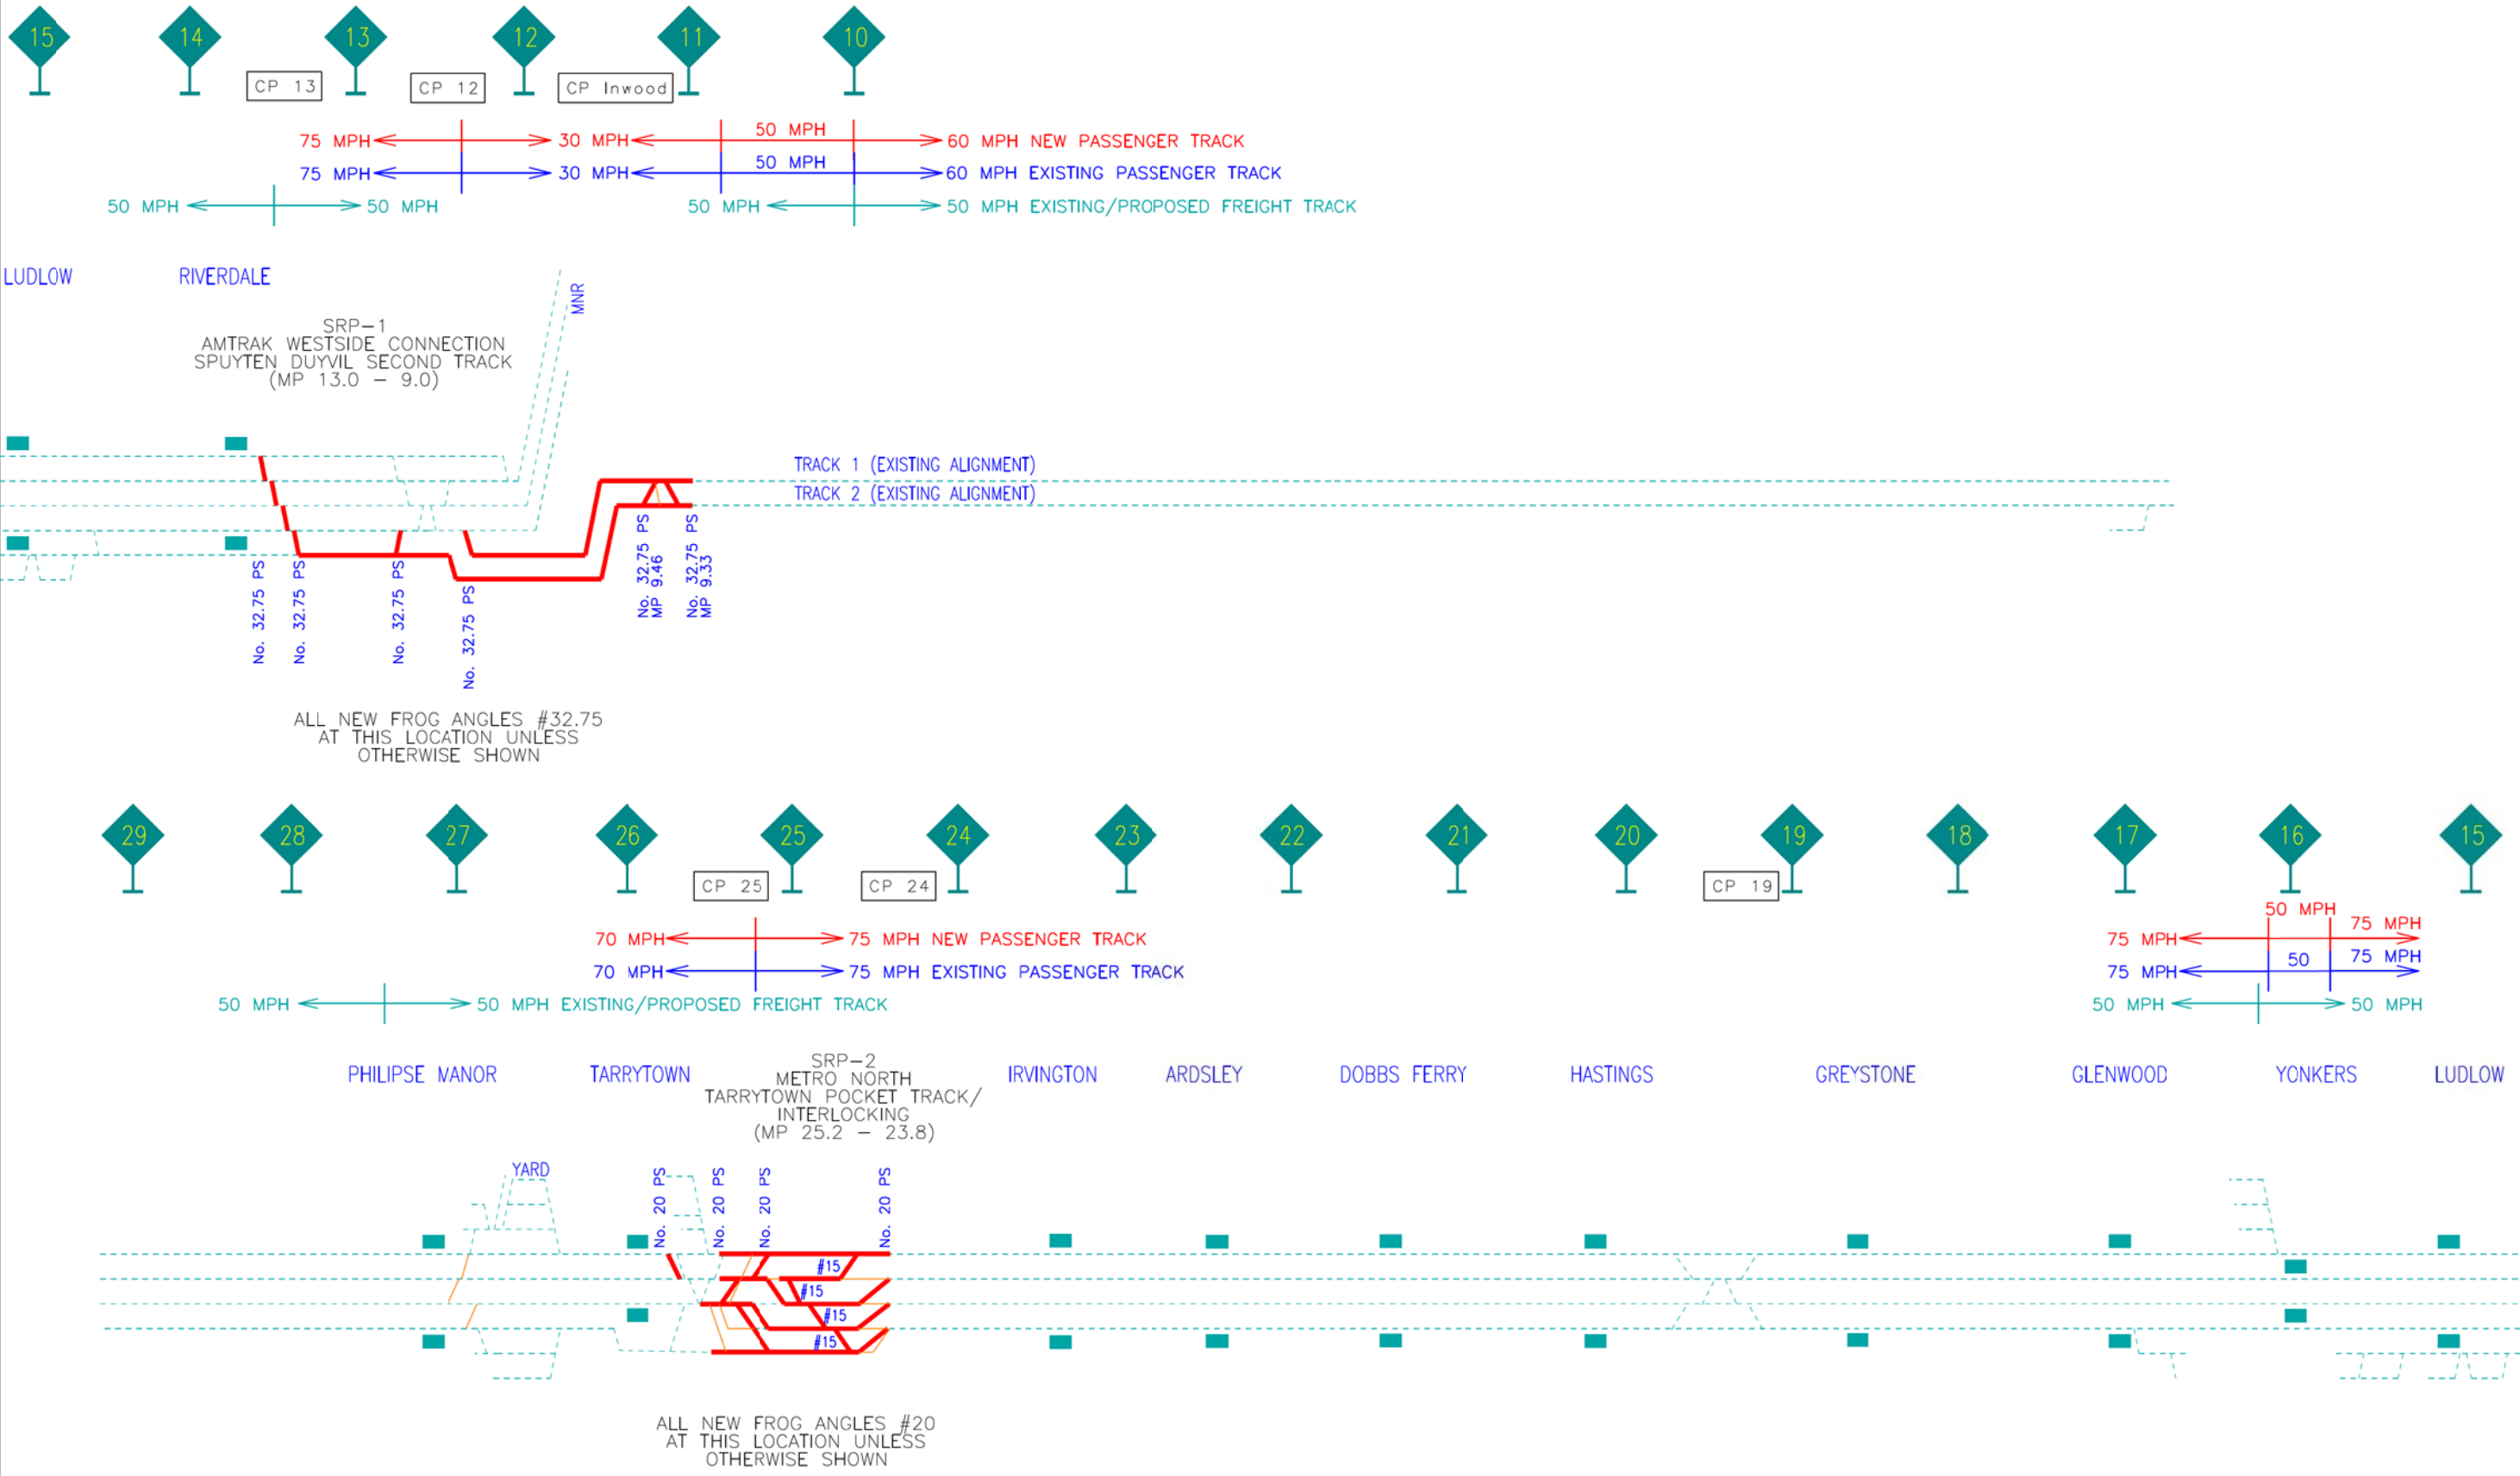 15 14 13 12 11 10
CP 13 CP 12 CP Inwood
75 MPH 30 MPH 50 MPH 60 MPH NEW PASSENGER TRACK
75 MPH 30 MPH 50 MPH 60 MPH EXISTING PASSENGER TRACK
50 MPH 50 MPH 50 MPH 50 MPH EXISTING/PROPOSED FREIGHT TRACK
LUDLOW RIVERDALE
MNR
SRP-1
AMTRAK WESTSIDE CONNECTION
SPUYTEN DUYVIL SECOND TRACK
(MP 13.0 - 9.0)
TRACK 1 (EXISTING ALIGNMENT)
TRACK 2 (EXISTING ALIGNMENT)
No. 32.75 PS
No. 32.75 PS
No. 32.75 PS
No. 32.75 PS
No. 32.75 PS
MP 9.46
No. 32.75 PS
MP 9.33
ALL NEW FROG ANGLES #32.75
AT THIS LOCATION UNLESS
OTHERWISE SHOWN
29 28 27 26 25 24 23 22 21 20 19 18 17 16 15
CP 25 CP 24 CP 19
70 MPH 75 MPH NEW PASSENGER TRACK 75 MPH 50 MPH 75 MPH
70 MPH 75 MPH EXISTING PASSENGER TRACK 75 MPH 50 75 MPH
50 MPH 50 MPH EXISTING/PROPOSED FREIGHT TRACK 50 MPH 50 MPH
PHILIPSE MANOR TARRYTOWN IRVINGTON ARDSLEY DOBBS FERRY HASTINGS GREYSTONE GLENWOOD YONKERS LUDLOW
SRP-2
METRO NORTH
TARRYTOWN POCKET TRACK/
INTERLOCKING
(MP 25.2 - 23.8)
YARD
No. 20 PS
No. 20 PS
No. 20 PS
No. 20 PS
#15
#15
#15
#15
ALL NEW FROG ANGLES #20
AT THIS LOCATION UNLESS
OTHERWISE SHOWN